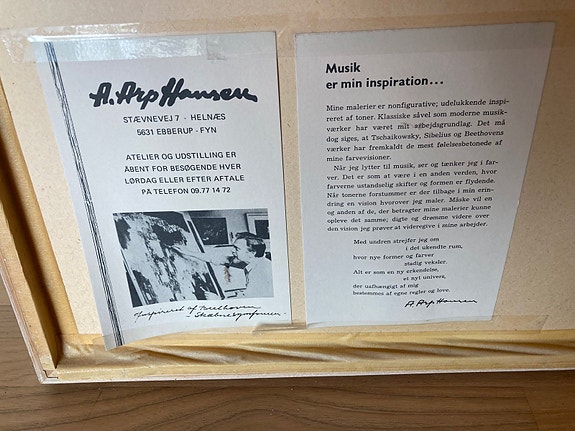 A. Arp Hansen
STÆVNEVEJ 7 - HELNÆS
5631 EBBERUP - FYN
ATELIER OG UDSTILLING ER
ÅBENT FOR BESØGENDE HVER
LØRDAG ELLER EFTER AFTALE
PÅ TELEFON 09.77 14 72
Inspireret af Beethoven
- Skæbnesymfonien -
Musik
er min inspiration...
Mine malerier er nonfigurative; udelukkende inspi-
reret af toner. Klassiske såvel som moderne musik-
værker har været mit arbejdsgrundlag. Det må
dog siges, at Tschaikowsky, Sibelius og Beethovens
værker har fremkaldt de mest følelsesbetonede af
mine farvevisioner.
Når jeg lytter til musik, ser og tænker jeg i far-
ver. Det er som at være i en anden verden, hvor
farverne ustandselig skifter og formen er flydende.
Når tonerne forstummer er der tilbage i min erin-
dring en vision hvorover jeg maler. Måske vil en
og anden af de, der betragter mine malerier kunne
opleve det samme; digte og drømme videre over
den vision jeg prøver at videregive i mine arbejder.
Med undren strejfer jeg om
i det ukendte rum,
hvor nye former og farver
stadig veksler.
Alt er som en ny erkendelse,
et nyt univers,
der uafhængigt af mig
bestemmes af egne regler og love.
A. Arp Hansen